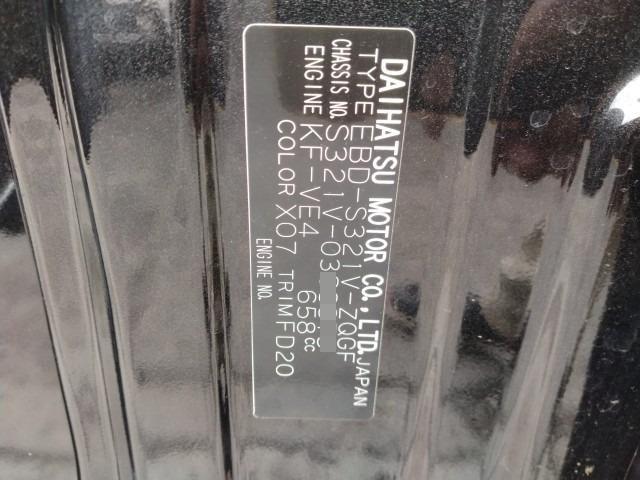 DAIHATSU MOTOR CO.,LTD. JAPAN
TYPE EBD-S321V-ZQGF
CHASSIS NO. S321V-03
ENGINE KF-VE4 658CC
COLOR X07 TRIM FD20
ENGINE NO.